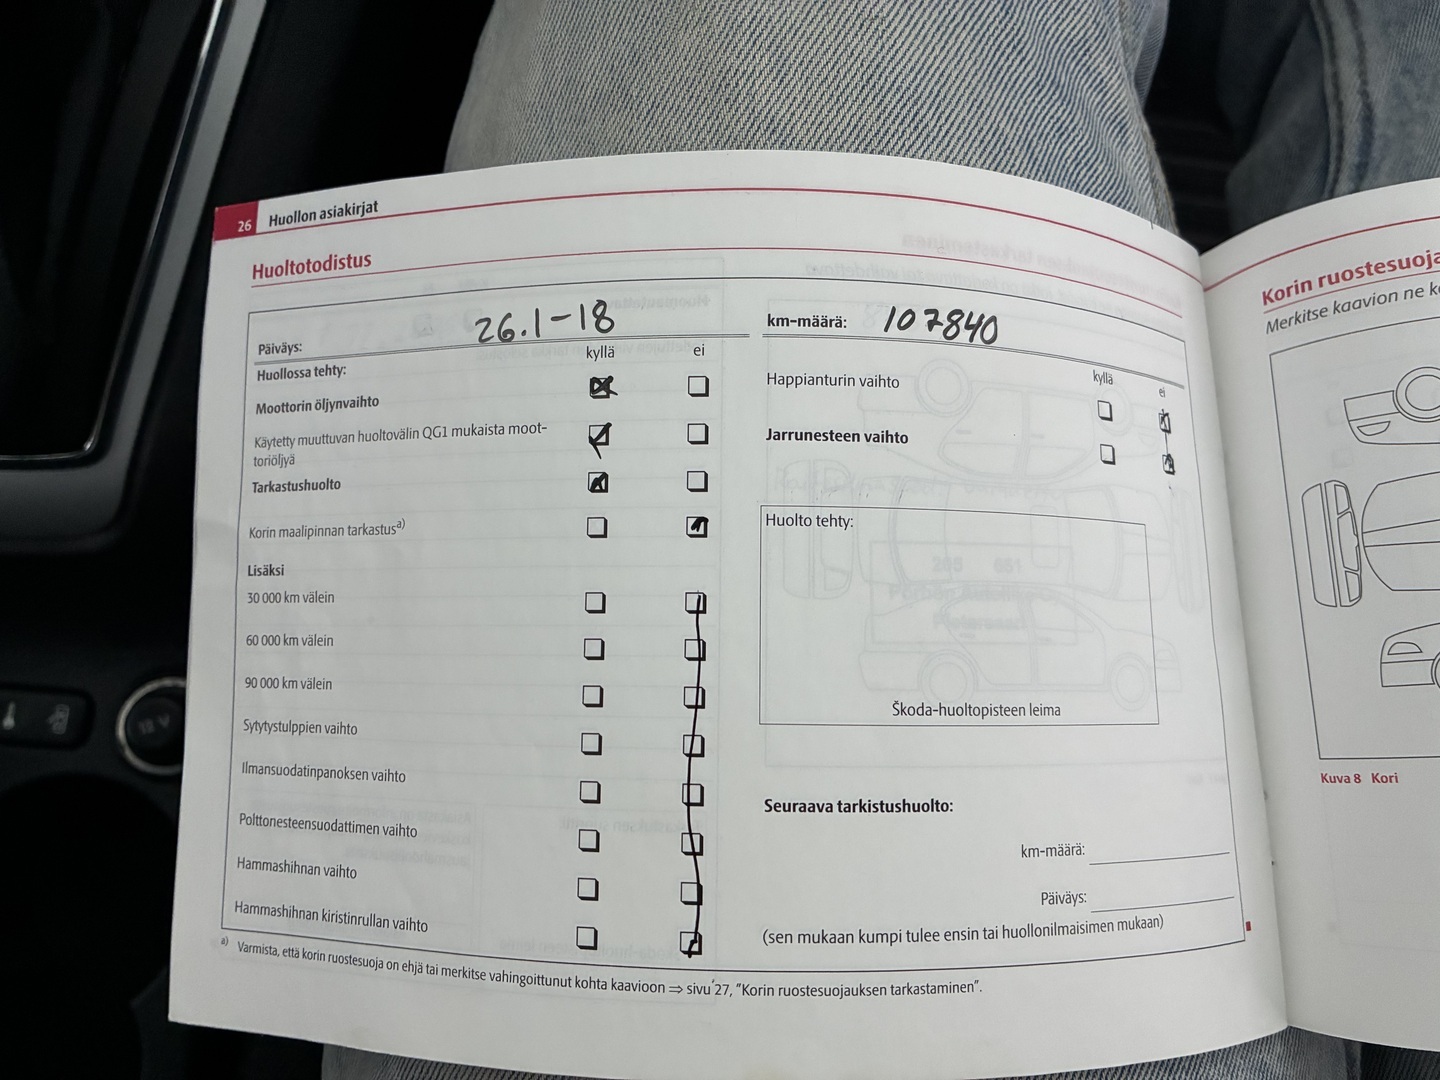 26 Huollon asiakirjat
Huoltotodistus
Päiväys: 26.1-18
Huollossa tehty: kyllä ei
Moottorin öljynvaihto
Käytetty muuttuvan huoltovälin QG1 mukaista moot-
toriöljyä
Tarkastushuolto
Korin maalipinnan tarkastusa)
Lisäksi
30 000 km välein
60 000 km välein
90 000 km välein
Sytytystulppien vaihto
Ilmansuodatinpanoksen vaihto
Polttonesteensuodattimen vaihto
Hammashihnan vaihto
Hammashihnan kiristinrullan vaihto
km-määrä: 107840
kyllä ei
Happianturin vaihto
Jarrunesteen vaihto
Huolto tehty:
Škoda-huoltopisteen leima
Seuraava tarkistushuolto:
km-määrä:
Päiväys:
(sen mukaan kumpi tulee ensin tai huollonilmaisimen mukaan)
a) Varmista, että korin ruostesuoja on ehjä tai merkitse vahingoittunut kohta kaavioon ⇒ sivu 27, "Korin ruostesuojauksen tarkastaminen".
Korin ruostesuoja
Merkitse kaavion ne
Kuva 8 Kori
12 V